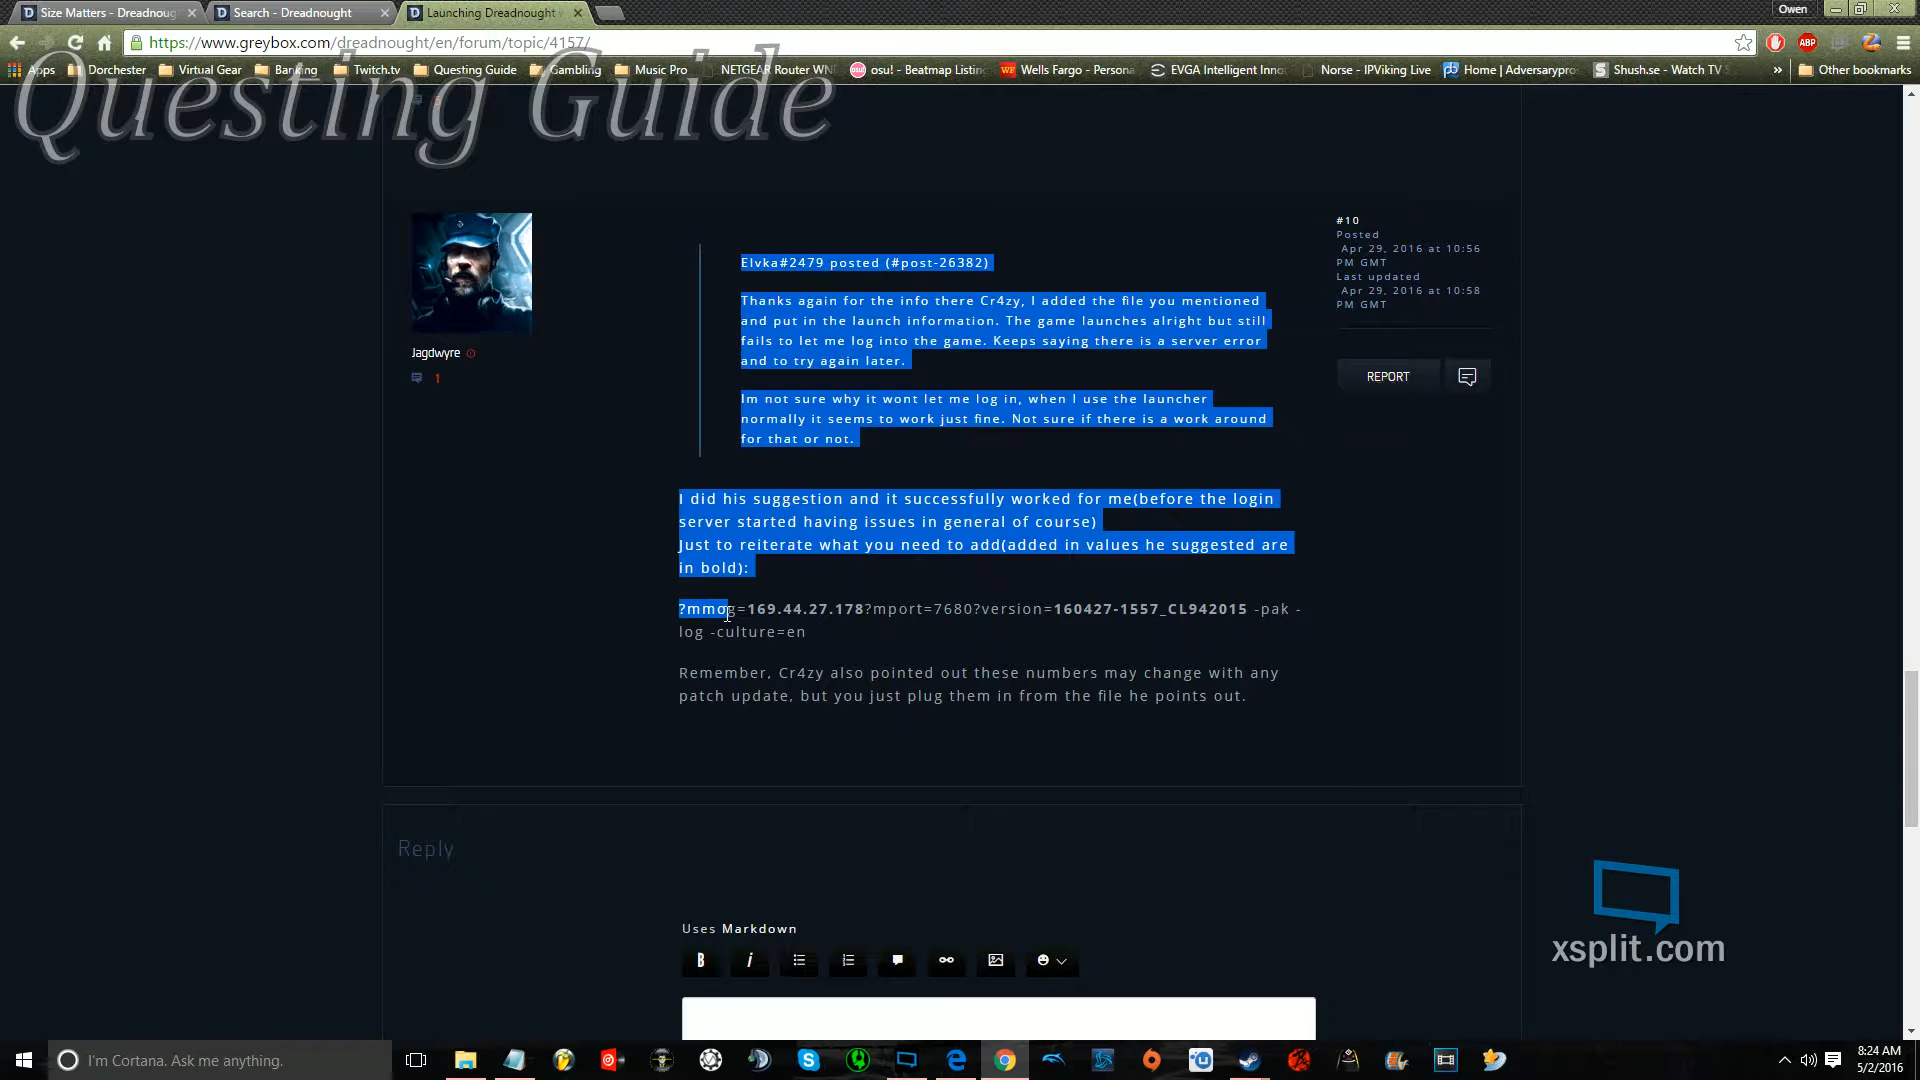 Size Matters - Dreadnoug
Search - Dreadnought
Launching Dreadnought
Owen
https://www.greybox.com/dreadnought/en/forum/topic/4157/
Apps
Dorchester
Virtual Gear
Banking
Twitch.tv
Questing Guide
Gambling
Music Pro
NETGEAR Router WN
osu! - Beatmap Listing
Wells Fargo - Persona
EVGA Intelligent Inno
Norse - IPViking Live
Home | Adversarypro
Shush.se - Watch TV S
»
Other bookmarks
Questing Guide
Elvka#2479 posted (#post-26382)
Thanks again for the info there Cr4zy, I added the file you mentioned
and put in the launch information. The game launches alright but still
fails to let me log into the game. Keeps saying there is a server error
and to try again later.
Im not sure why it wont let me log in, when I use the launcher
normally it seems to work just fine. Not sure if there is a work around
for that or not.
Jagdwyre
1
#10
Posted
Apr 29, 2016 at 10:56
PM GMT
Last updated
Apr 29, 2016 at 10:58
PM GMT
REPORT
I did his suggestion and it successfully worked for me(before the login
server started having issues in general of course)
Just to reiterate what you need to add(added in values he suggested are
in bold):
?mmog=169.44.27.178?mport=7680?version=160427-1557_CL942015 -pak -
log -culture=en
Remember, Cr4zy also pointed out these numbers may change with any
patch update, but you just plug them in from the file he points out.
Reply
Uses Markdown
B
i
xsplit.com
I'm Cortana. Ask me anything.
8:24 AM
5/2/2016